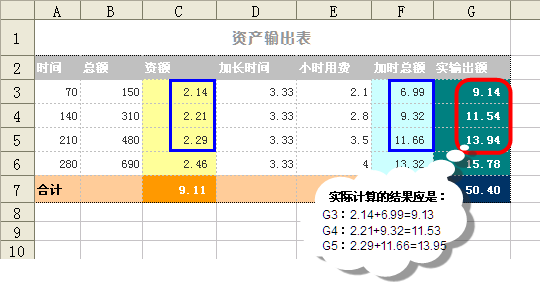 A B C D E F G
1 资产输出表
2 时间 总额 资额 加长时间 小时用费 加时总额 实输出额
3 70 150 2.14 3.33 2.1 6.99 9.14
4 140 310 2.21 3.33 2.8 9.32 11.54
5 210 480 2.29 3.33 3.5 11.66 13.94
6 280 690 2.46 3.33 4 13.32 15.78
7 合计 9.11 50.40
8
9
10
实际计算的结果应是：
G3：2.14+6.99=9.13
G4：2.21+9.32=11.53
G5：2.29+11.66=13.95